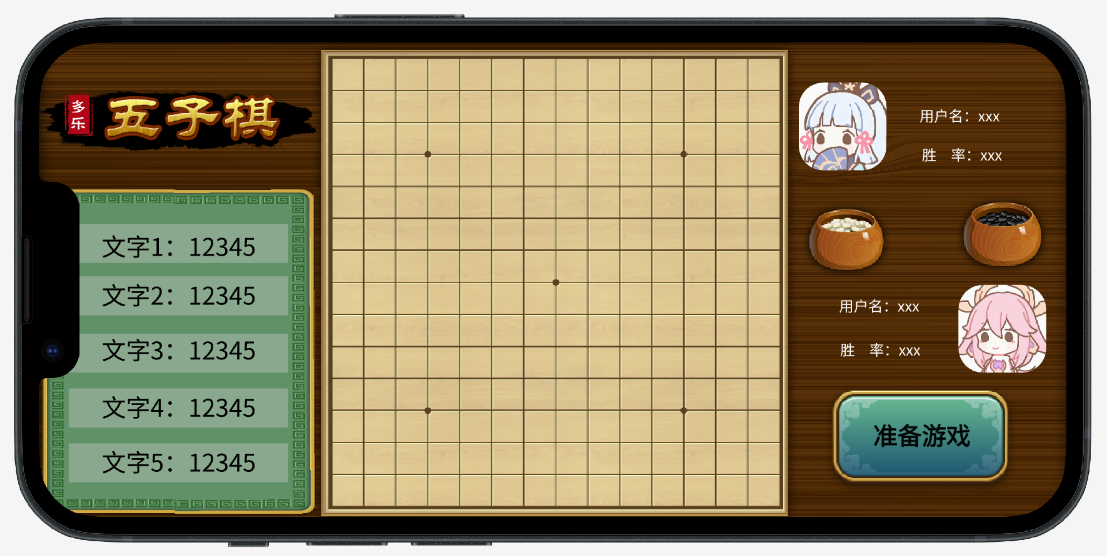 多乐
五子棋
文字1：12345
文字2：12345
文字3：12345
文字4：12345
文字5：12345
用户名：xxx
胜　率：xxx
用户名：xxx
胜　率：xxx
准备游戏